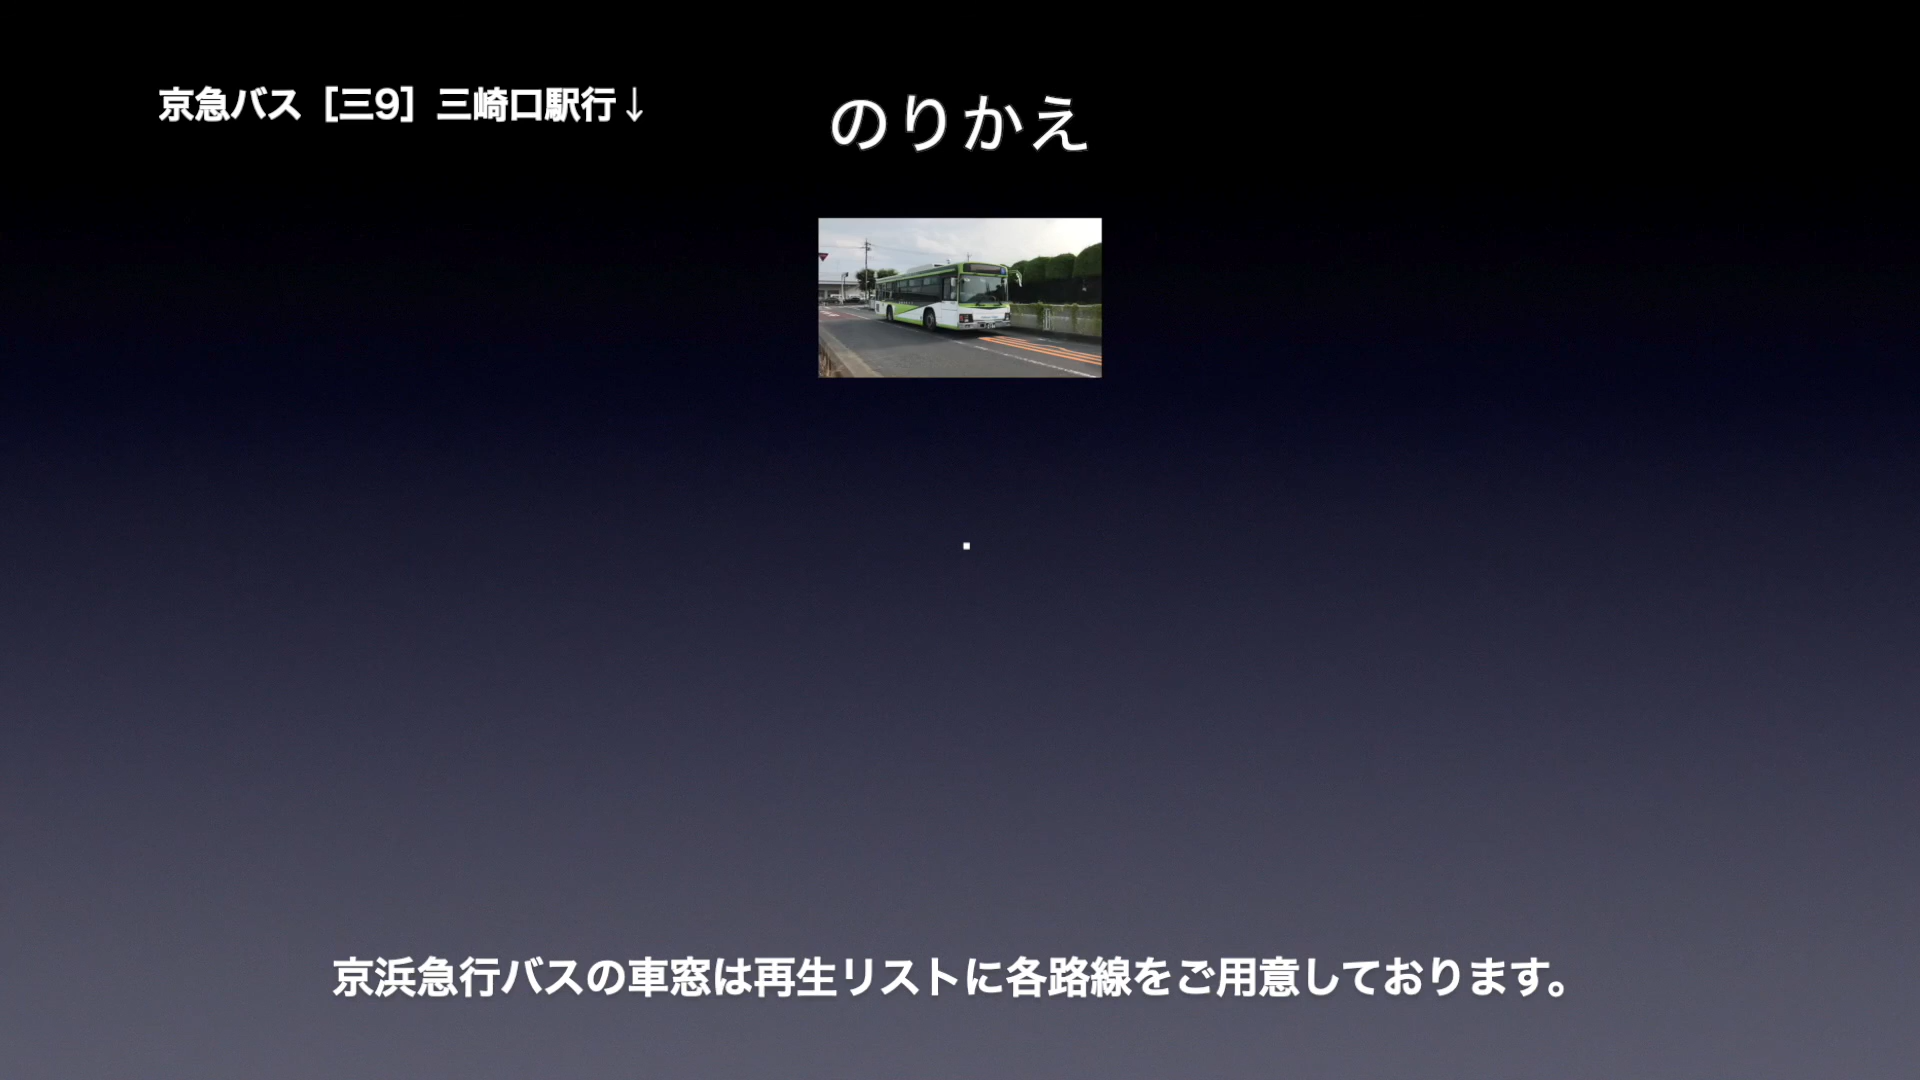 京急バス［三9］三崎口駅行↓
のりかえ
京浜急行バスの車窓は再生リストに各路線をご用意しております。